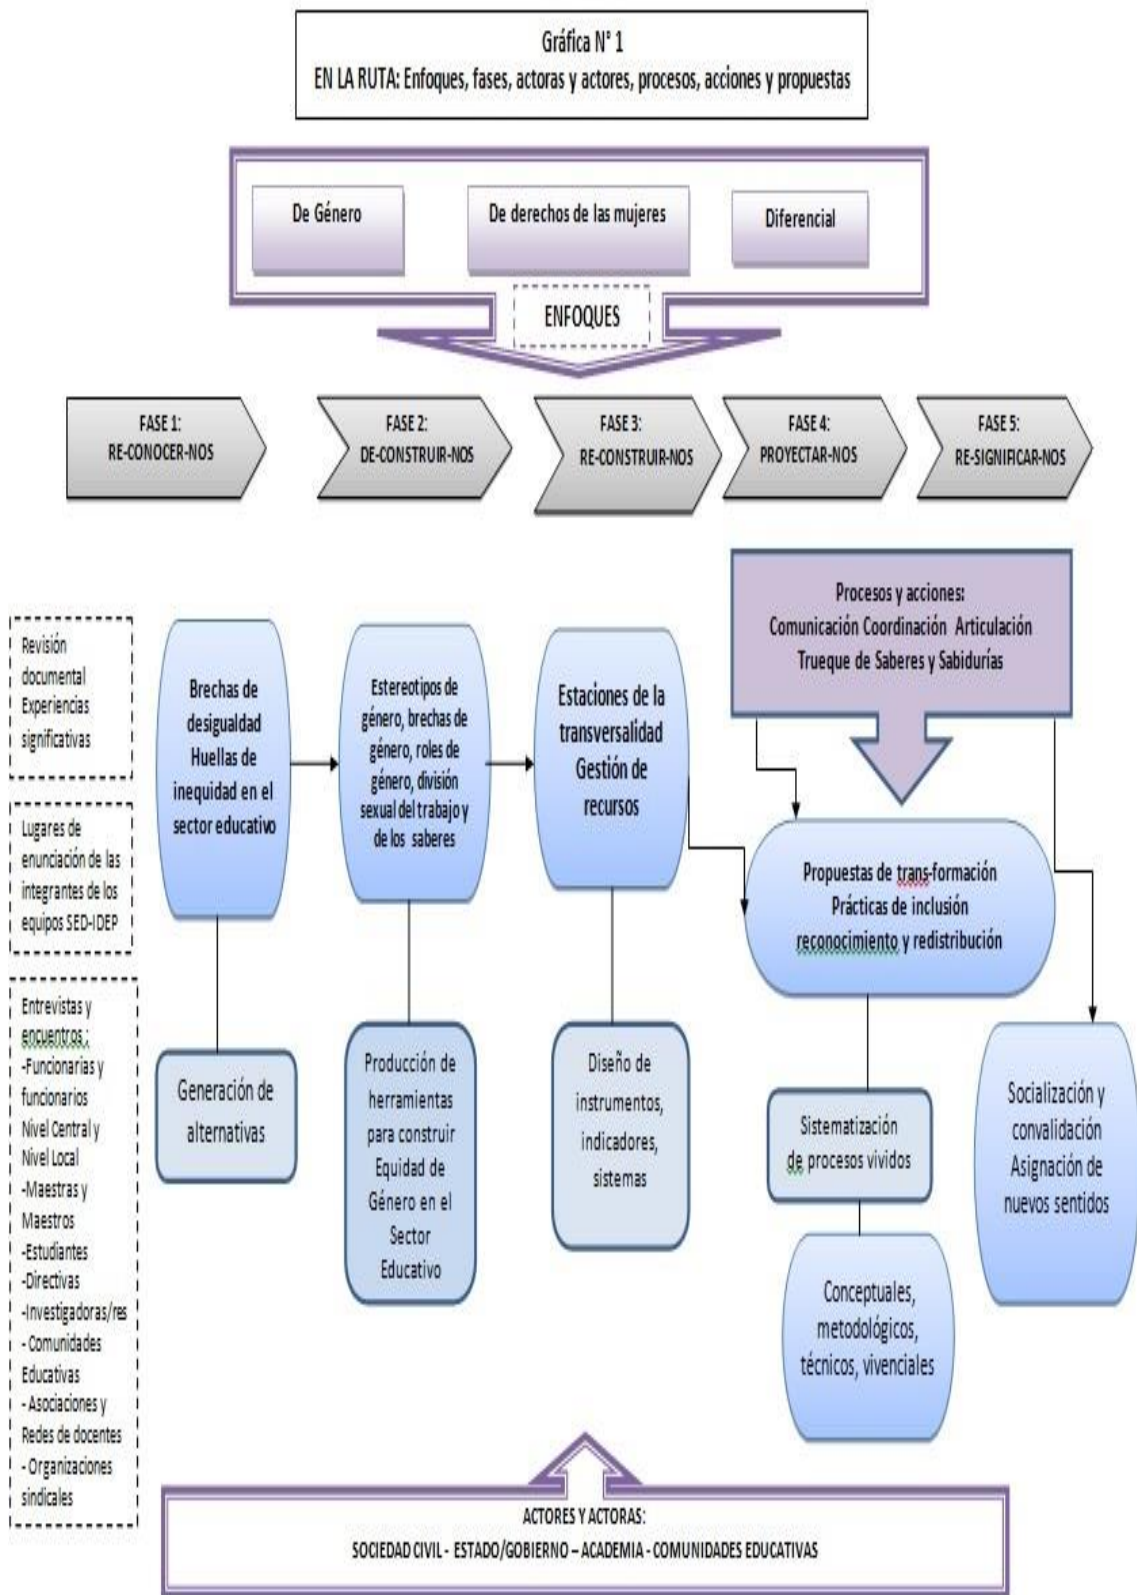 Gráfica N° 1
EN LA RUTA: Enfoques, fases, actoras y actores, procesos, acciones y propuestas
De Género
De derechos de las mujeres
Diferencial
ENFOQUES
FASE 1:
RE-CONOCER-NOS
FASE 2:
DE-CONSTRUIR-NOS
FASE 3:
RE-CONSTRUIR-NOS
FASE 4:
PROYECTAR-NOS
FASE 5:
RE-SIGNIFICAR-NOS
Procesos y acciones:
Comunicación Coordinación Articulación
Trueque de Saberes y Sabidurías
Revisión
documental
Experiencias
significativas
Lugares de
enunciación de las
integrantes de los
equipos SED-IDEP
Entrevistas y
encuentros :
-Funcionarias y
funcionarios
Nivel Central y
Nivel Local
-Maestras y
Maestros
-Estudiantes
-Directivas
-Investigadoras/res
- Comunidades
Educativas
- Asociaciones y
Redes de docentes
- Organizaciones
sindicales
Brechas de
desigualdad
Huellas de
inequidad en el
sector educativo
Generación de
alternativas
Estereotipos de
género, brechas de
género, roles de
género, división
sexual del trabajo y
de los saberes
Producción de
herramientas
para construir
Equidad de
Género en el
Sector
Educativo
Estaciones de la
transversalidad
Gestión de
recursos
Diseño de
instrumentos,
indicadores,
sistemas
Propuestas de trans-formación
Prácticas de inclusión
reconocimiento y redistribución
Sistematización
de procesos vividos
Conceptuales,
metodológicos,
técnicos, vivenciales
Socialización y
convalidación
Asignación de
nuevos sentidos
ACTORES Y ACTORAS:
SOCIEDAD CIVIL - ESTADO/GOBIERNO – ACADEMIA - COMUNIDADES EDUCATIVAS